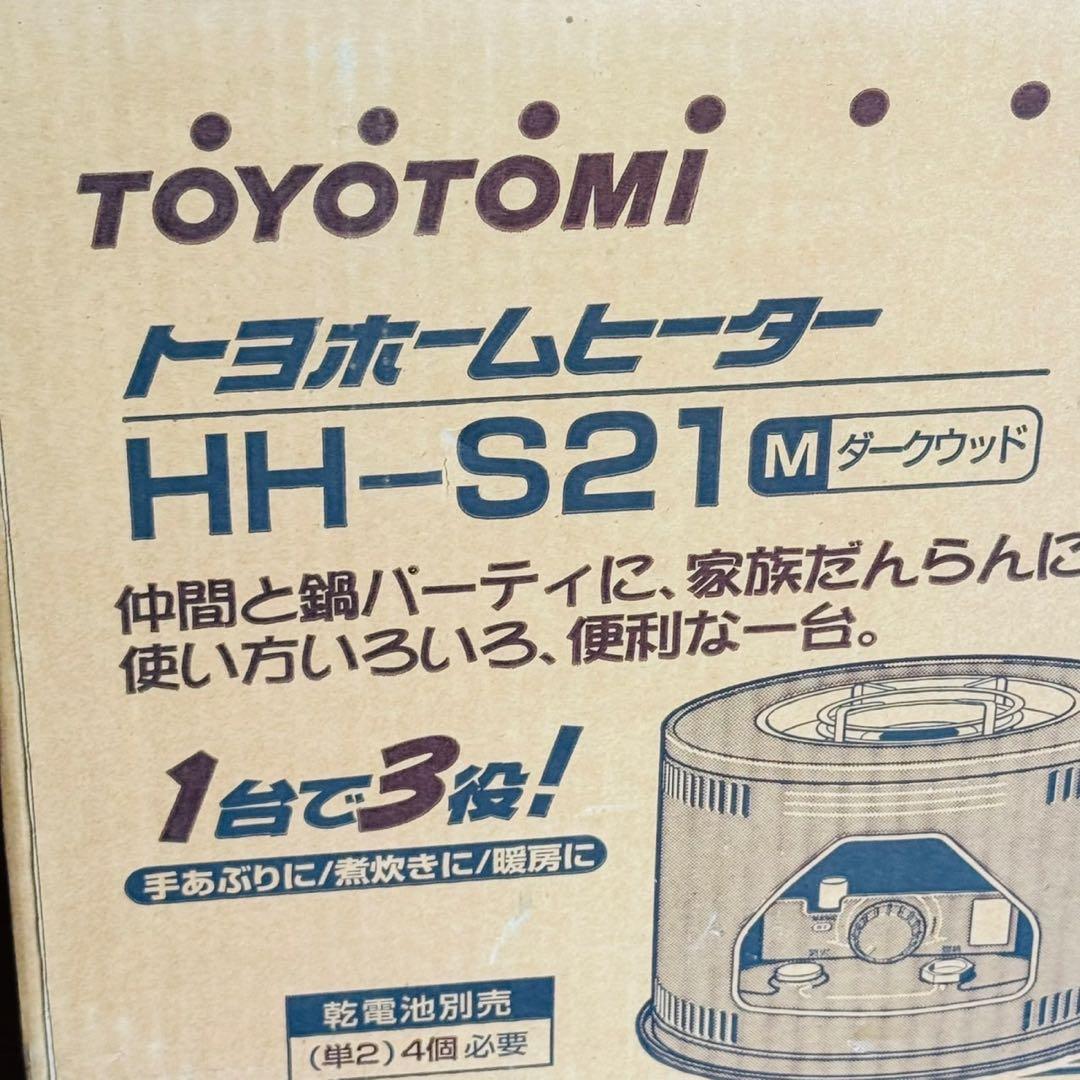 TOYOTOMI
トヨホームヒーター
HH-S21 M ダークウッド
仲間と鍋パーティに、家族だんらんに
使い方いろいろ、便利な一台。
1台で3役!
手あぶりに/煮炊きに/暖房に
乾電池別売
(単2)4個必要